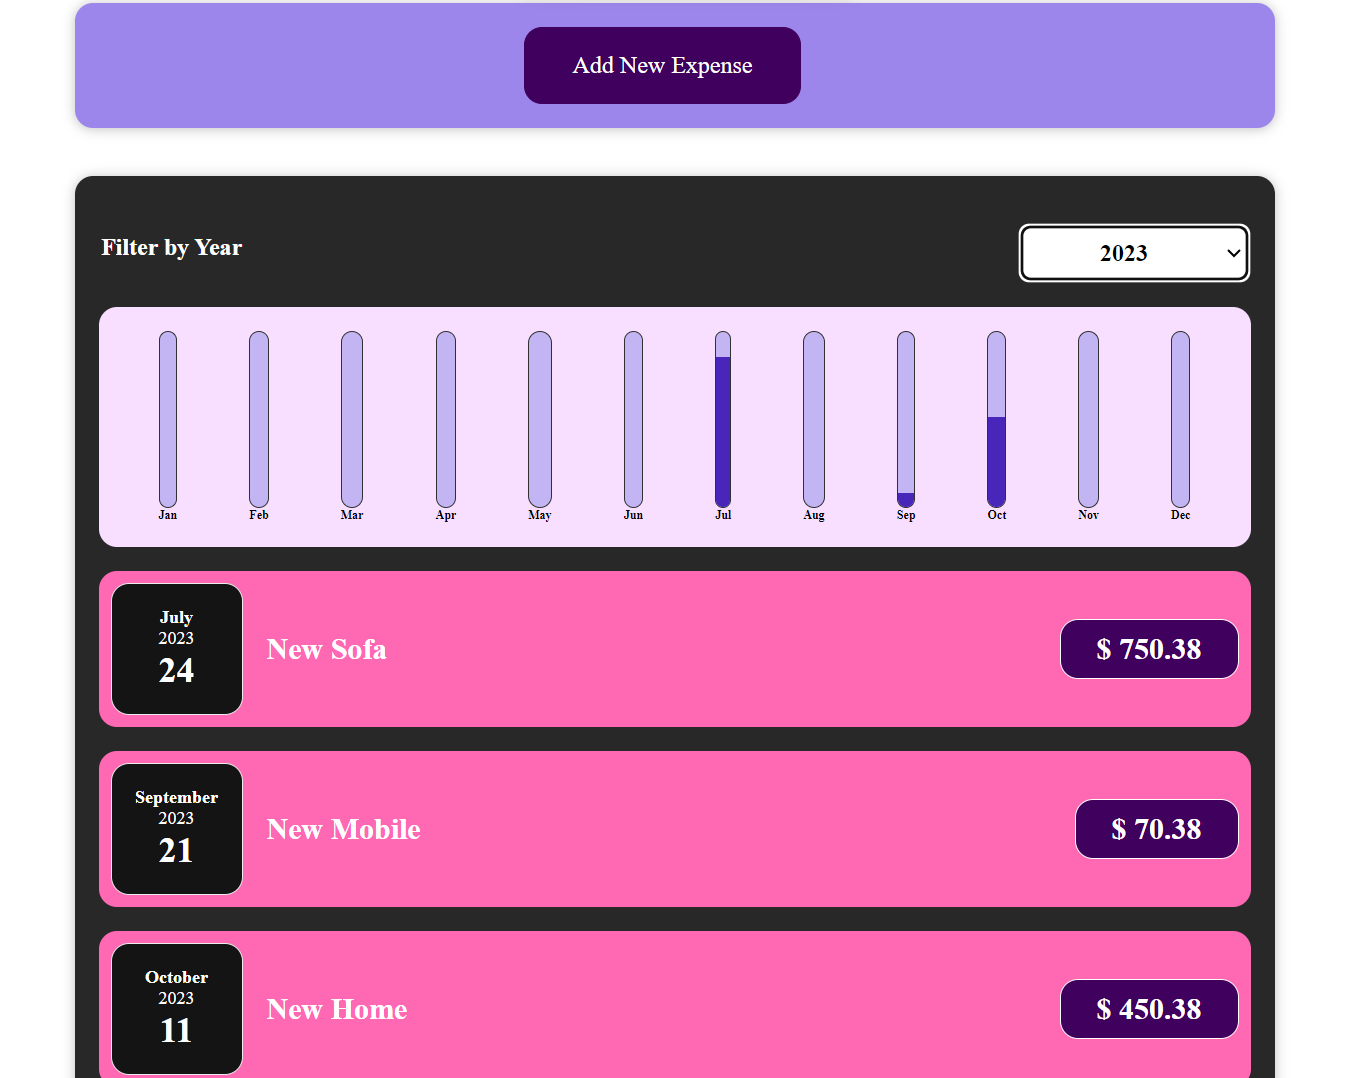 Add New Expense
Filter by Year
2023
Jan Feb Mar Apr May Jun Jul Aug Sep Oct Nov Dec
July
2023
24
New Sofa
$ 750.38
September
2023
21
New Mobile
$ 70.38
October
2023
11
New Home
$ 450.38